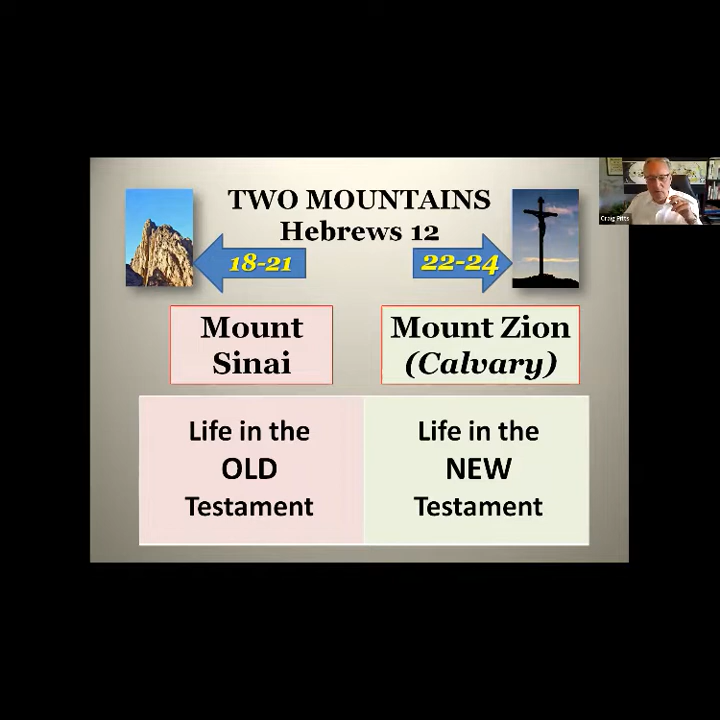 TWO MOUNTAINS
Hebrews 12
18-21
22-24
Mount
Sinai
Mount Zion
(Calvary)
Life in the
OLD
Testament
Life in the
NEW
Testament
Craig Pitts